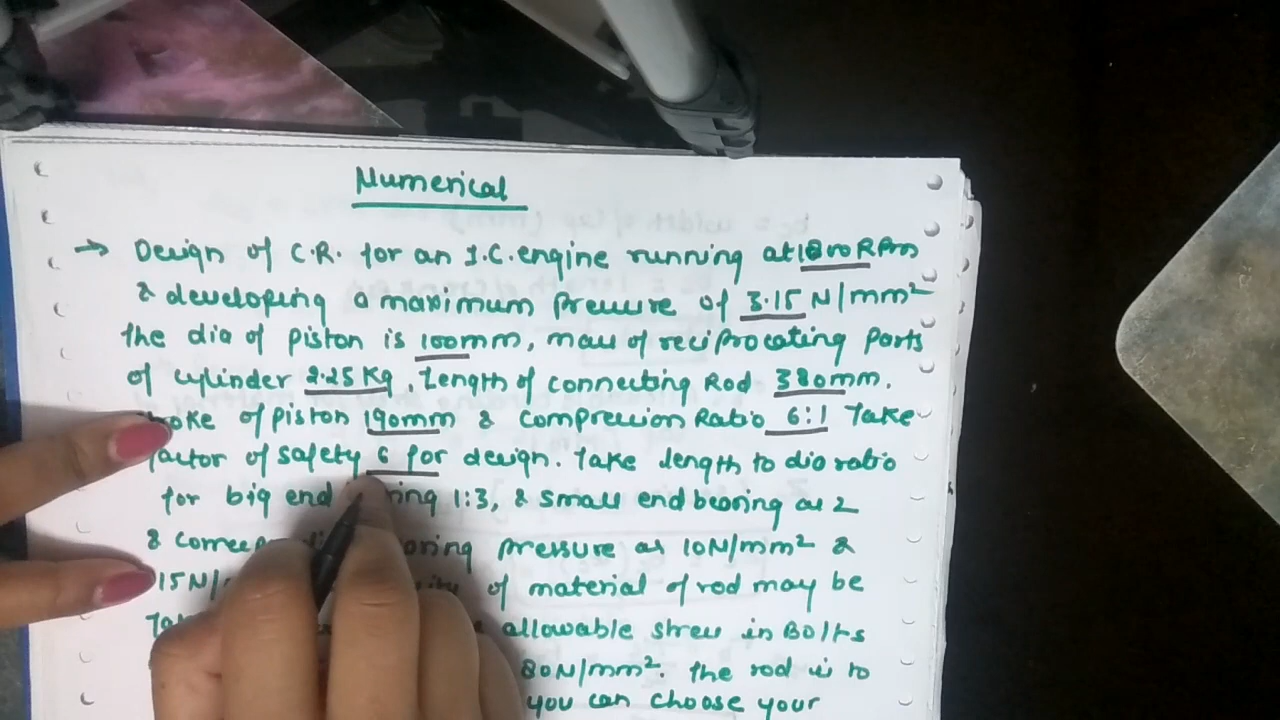 Numerical
→ Design of C.R. for an I.C. engine running at 1800 RPm
& developing a maximum pressure of 3.15 N/mm²
the dia of piston is 100mm, mass of reciprocating parts
of cylinder 2.25 Kg. Length of connecting Rod 380mm.
of piston 190mm & compression Ratio 6:1 Take
factor of safety 6 for design. Take length to dia ratio
for big end 1:3, & small end bearing as 2
& pressure as 10N/mm² &
15N/ of material of rod may be
allowable stress in Bolts
80N/mm². the rod is to
you can choose your